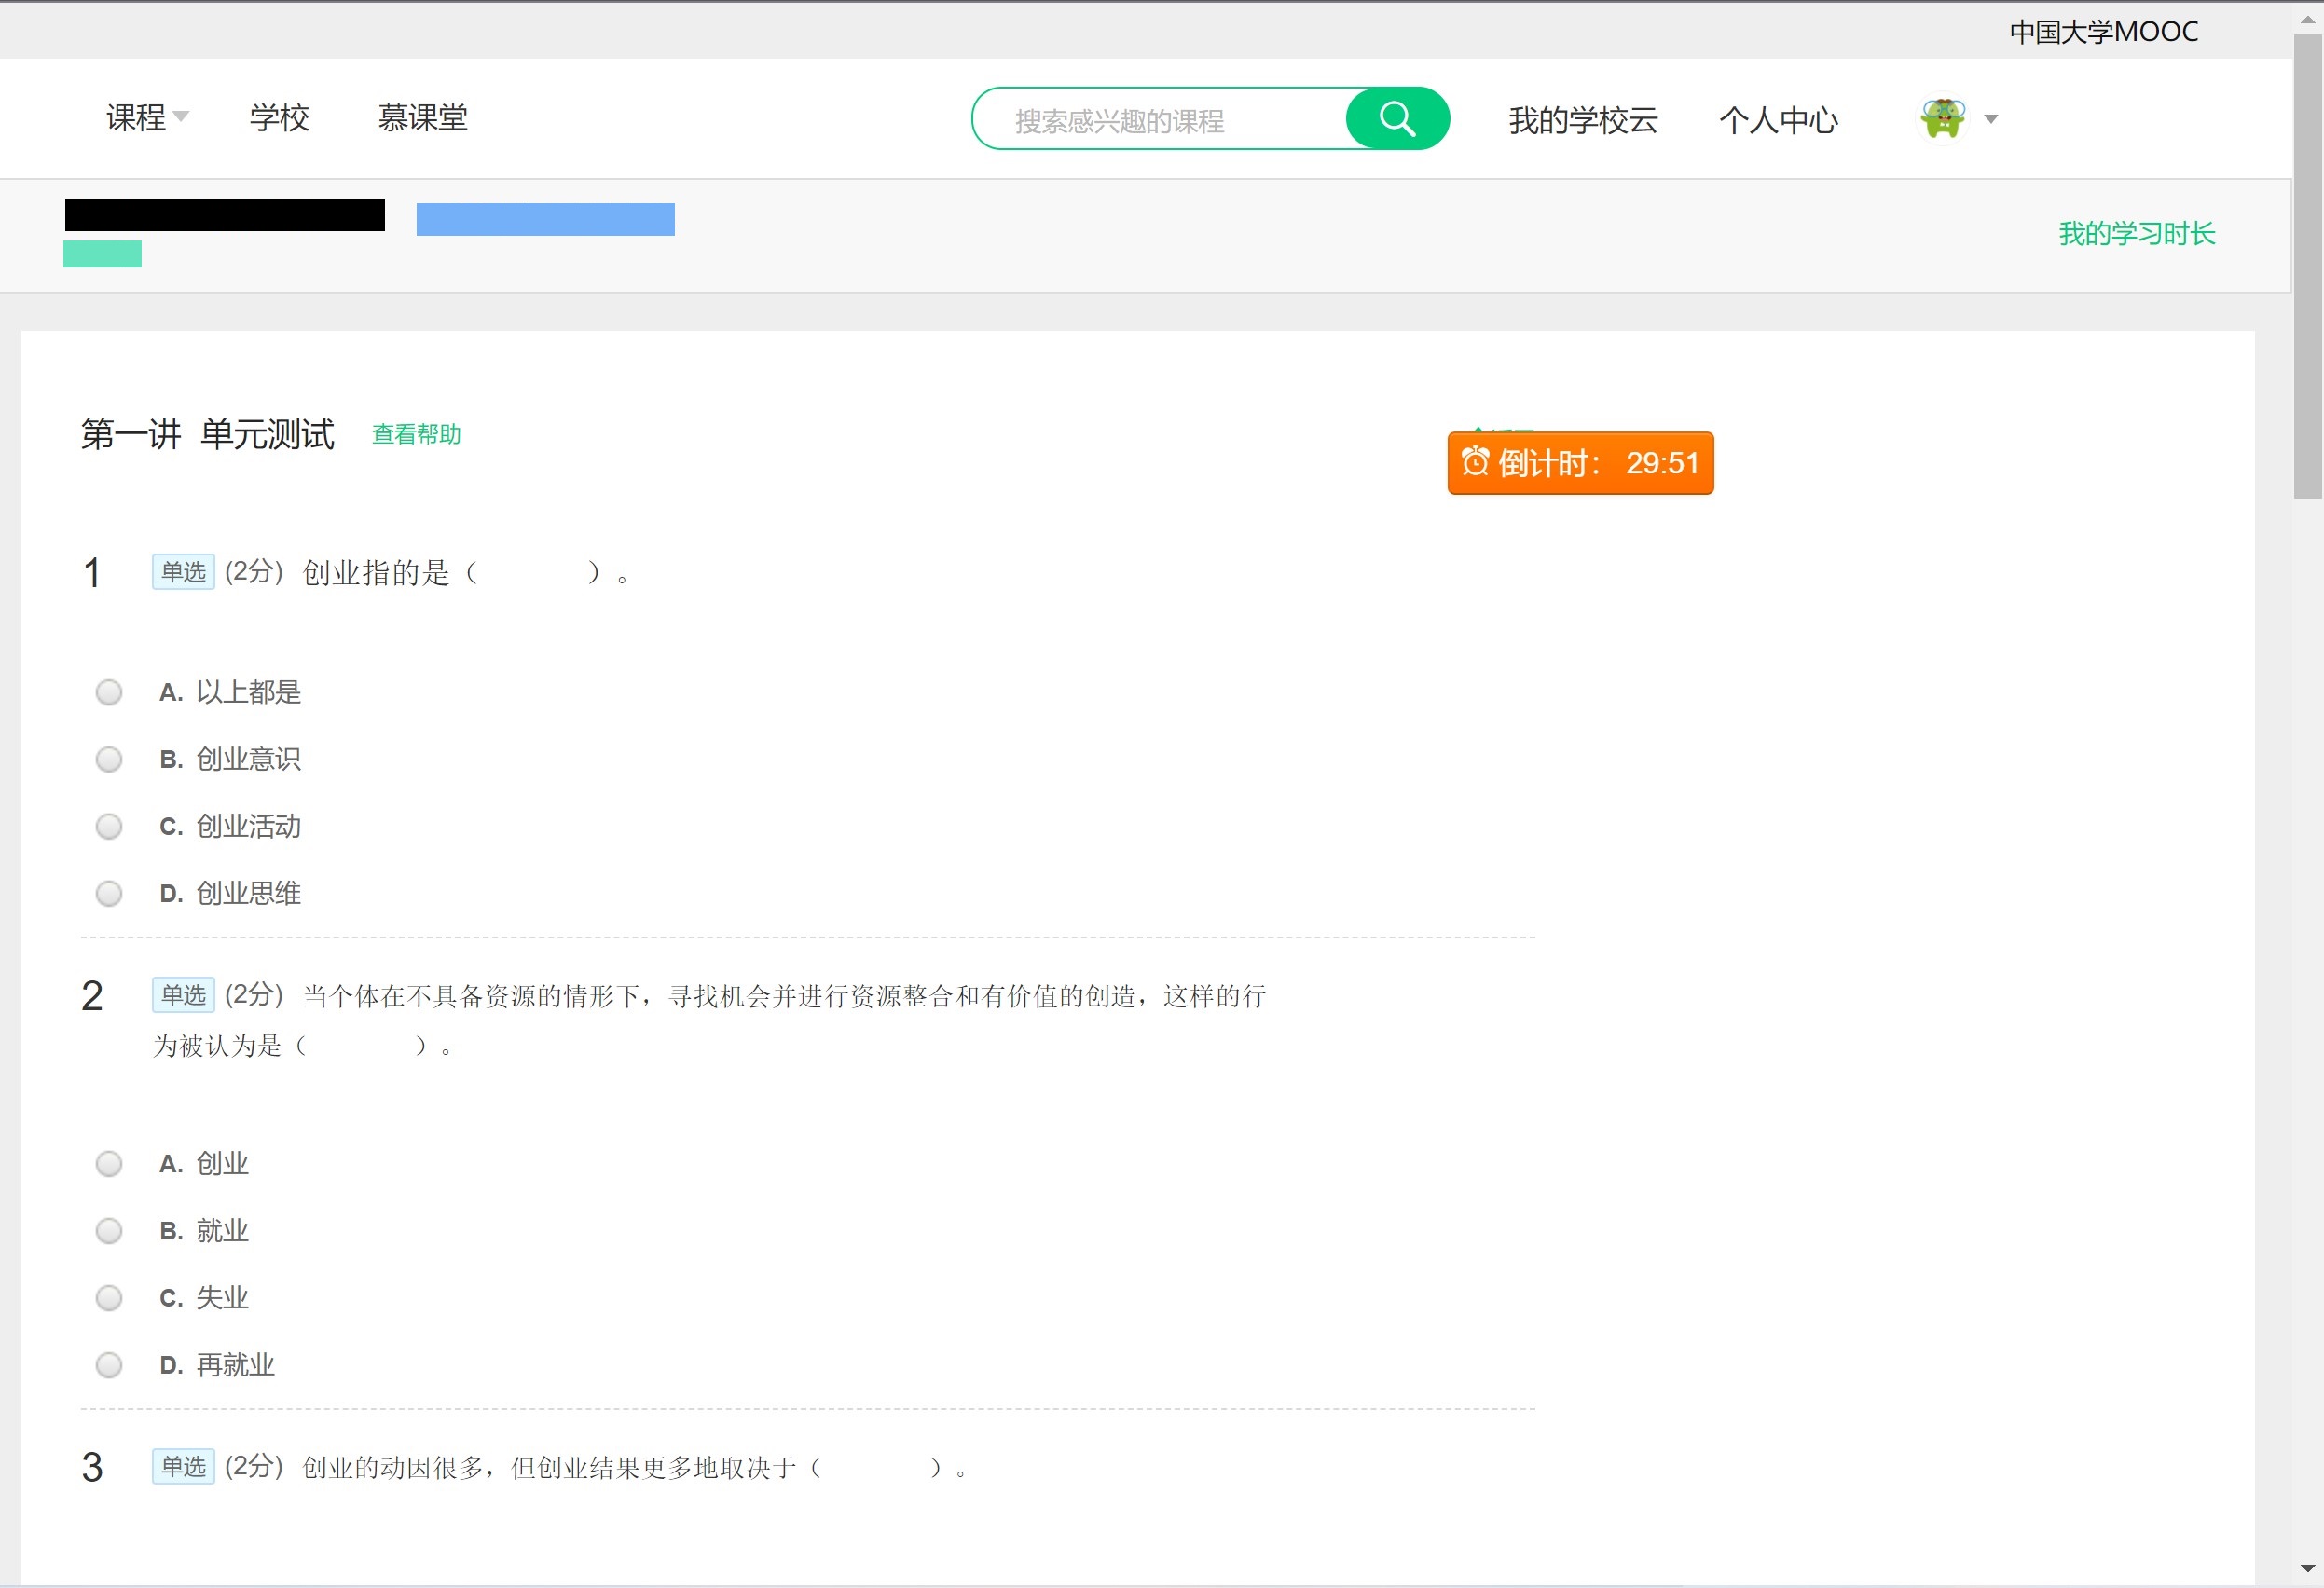 中国大学MOOC
课程 学校 慕课堂 搜索感兴趣的课程 我的学校云 个人中心
我的学习时长
第一讲 单元测试 查看帮助
倒计时： 29:51
1 单选 (2分) 创业指的是（ ）。
A. 以上都是
B. 创业意识
C. 创业活动
D. 创业思维
2 单选 (2分) 当个体在不具备资源的情形下，寻找机会并进行资源整合和有价值的创造，这样的行
为被认为是（ ）。
A. 创业
B. 就业
C. 失业
D. 再就业
3 单选 (2分) 创业的动因很多，但创业结果更多地取决于（ ）。